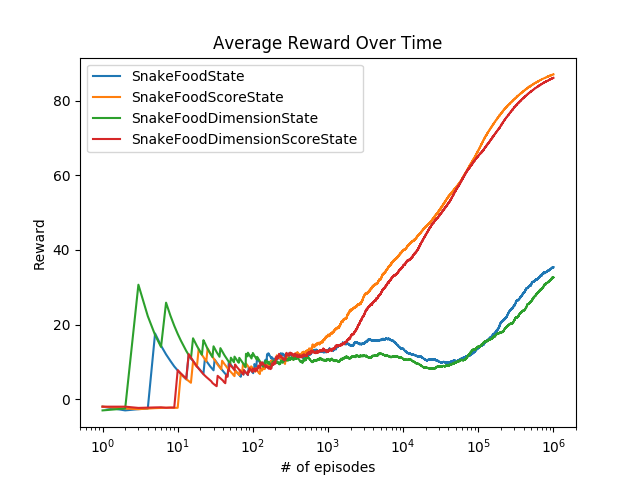 Average Reward Over Time
SnakeFoodState
SnakeFoodScoreState
SnakeFoodDimensionState
SnakeFoodDimensionScoreState
Reward
80
60
40
20
0
10^0 10^1 10^2 10^3 10^4 10^5 10^6
# of episodes